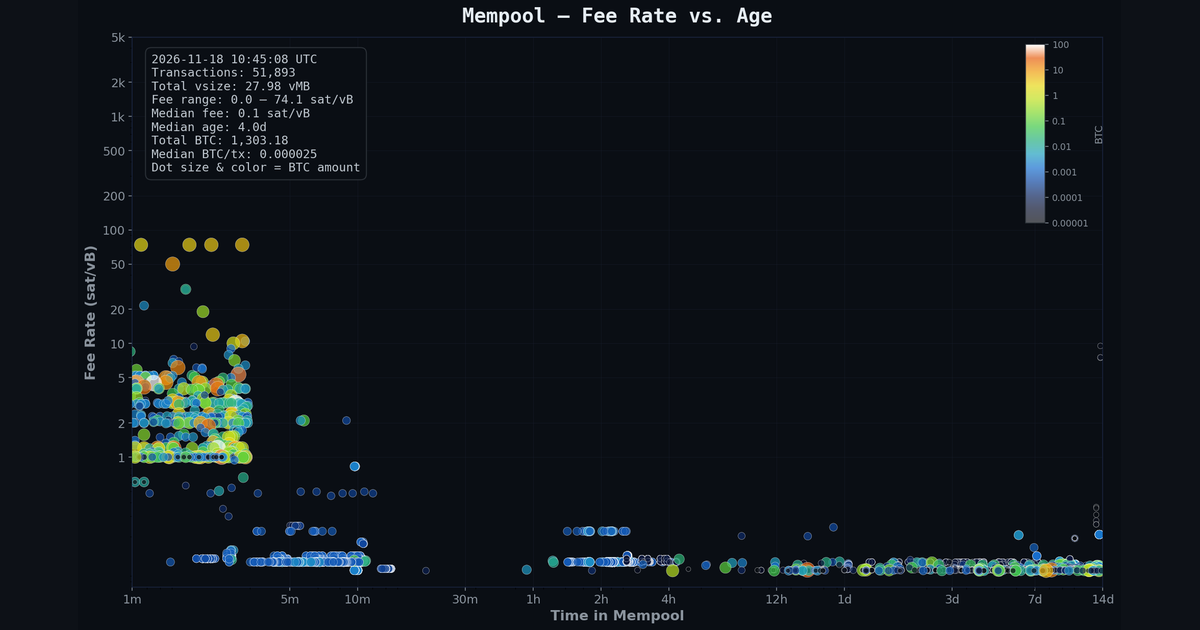 Mempool — Fee Rate vs. Age
2026-11-18 10:45:08 UTC
Transactions: 51,893
Total vsize: 27.98 vMB
Fee range: 0.0 – 74.1 sat/vB
Median fee: 0.1 sat/vB
Median age: 4.0d
Total BTC: 1,303.18
Median BTC/tx: 0.000025
Dot size & color = BTC amount
5k
2k
1k
500
200
100
50
20
10
5
2
1
Fee Rate (sat/vB)
100
10
1
0.1
0.01
0.001
0.0001
0.00001
BTC
1m
5m
10m
30m
1h
2h
4h
12h
1d
3d
7d
14d
Time in Mempool